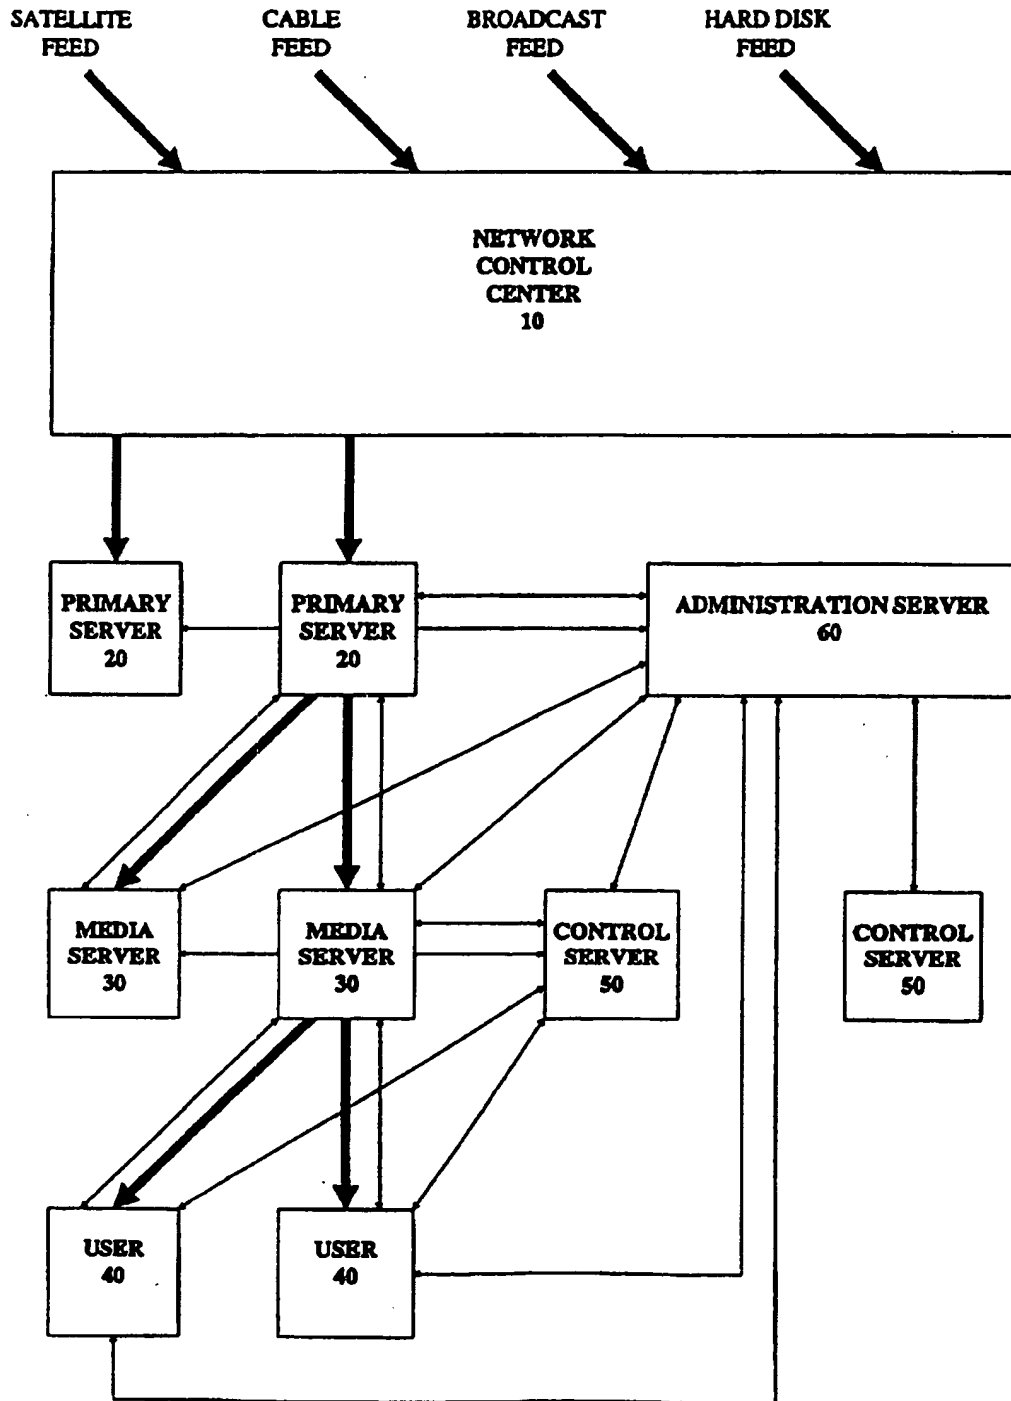 SATELLITE
FEED
CABLE
FEED
BROADCAST
FEED
HARD DISK
FEED
NETWORK
CONTROL
CENTER
10
PRIMARY
SERVER
20
PRIMARY
SERVER
20
ADMINISTRATION SERVER
60
MEDIA
SERVER
30
MEDIA
SERVER
30
CONTROL
SERVER
50
CONTROL
SERVER
50
USER
40
USER
40